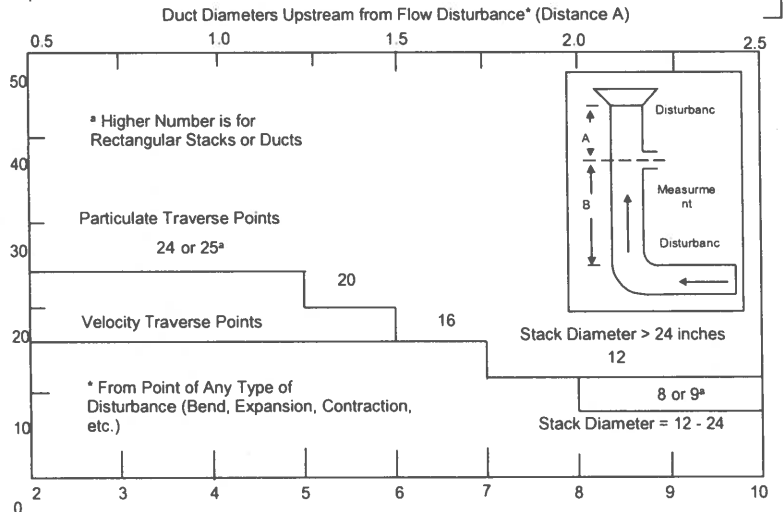 Duct Diameters Upstream from Flow Disturbance* (Distance A)
0.5 1.0 1.5 2.0 2.5
50
40
30
20
10
0
ª Higher Number is for
Rectangular Stacks or Ducts
Disturbanc
A
Measurme
nt
B
Disturbanc
Particulate Traverse Points
24 or 25ª
20
Velocity Traverse Points
16
Stack Diameter > 24 inches
12
* From Point of Any Type of
Disturbance (Bend, Expansion, Contraction,
etc.)
8 or 9ª
Stack Diameter = 12 - 24
2 3 4 5 6 7 8 9 10